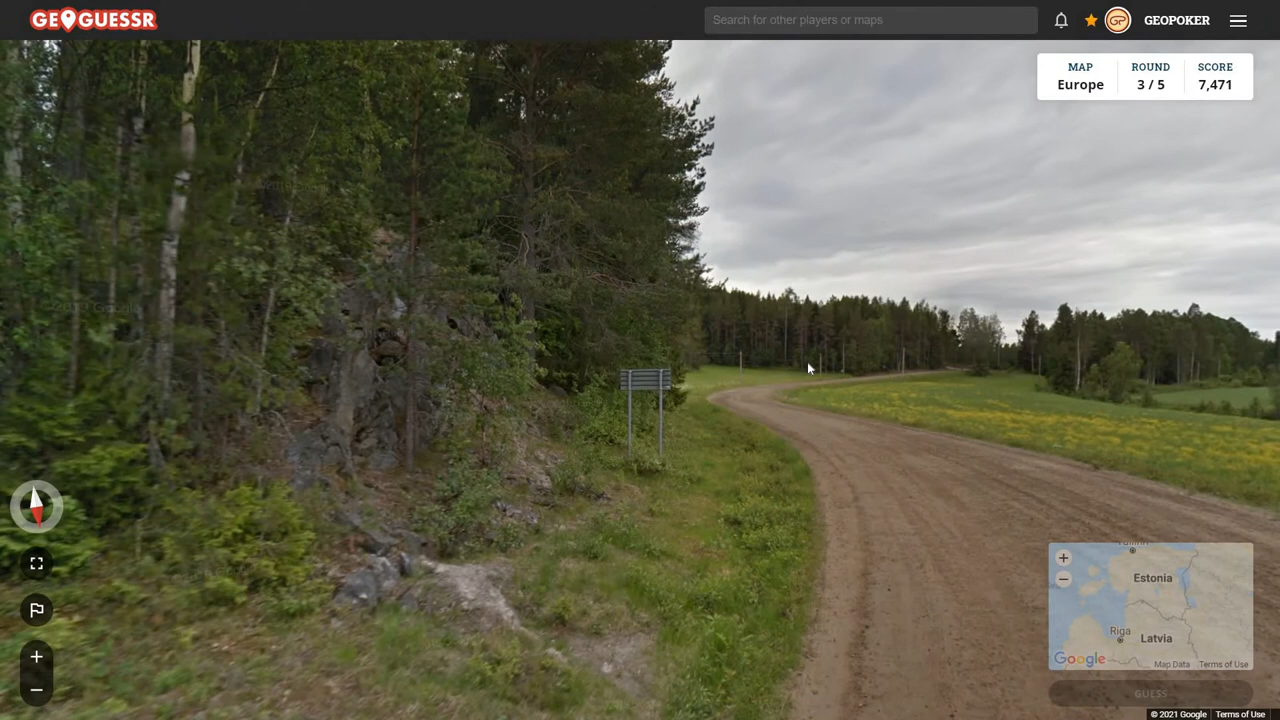 GEOGUESSR
Search for other players or maps
GP
GEOPOKER
MAP
Europe
ROUND
3 / 5
SCORE
7,471
Estonia
Riga
Latvia
Google
Map Data
Terms of Use
GUESS
© 2021 Google
Terms of Use